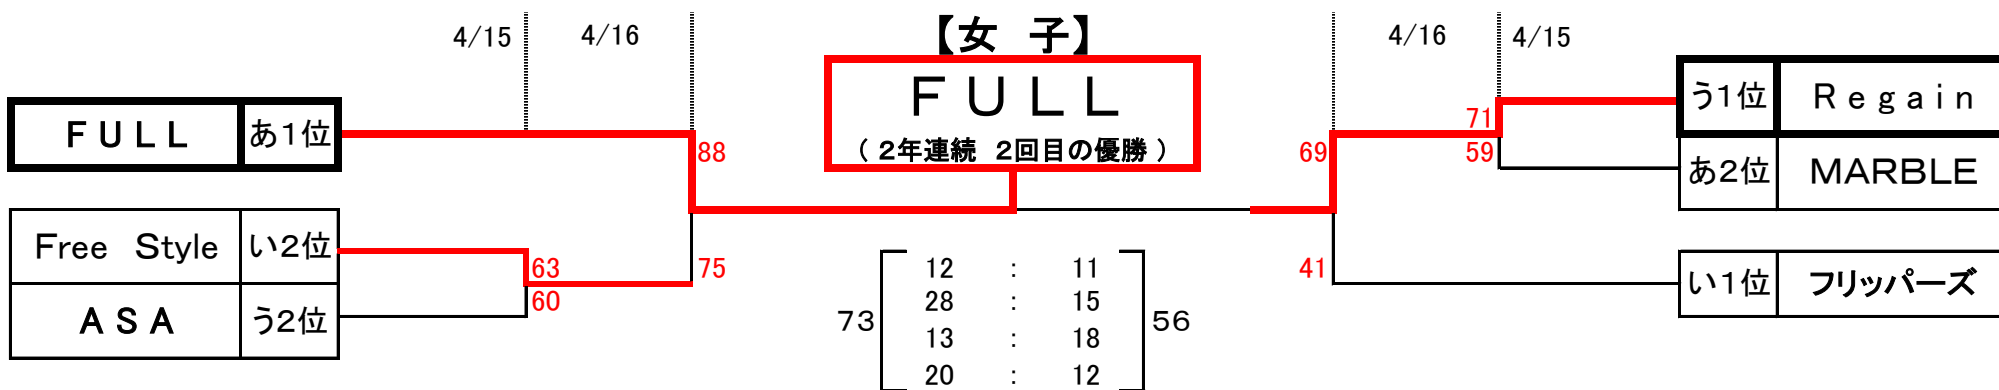 4/15 4/16 【女 子】 4/16 4/15
FULL
(2年連続 2回目の優勝)
FULL あ1位
88
Free Style い2位
63
60
75
ASA う2位
12 : 11
28 : 15
73 56
13 : 18
20 : 12
う1位 Regain
71
69 59
あ2位 MARBLE
41
い1位 フリッパーズ